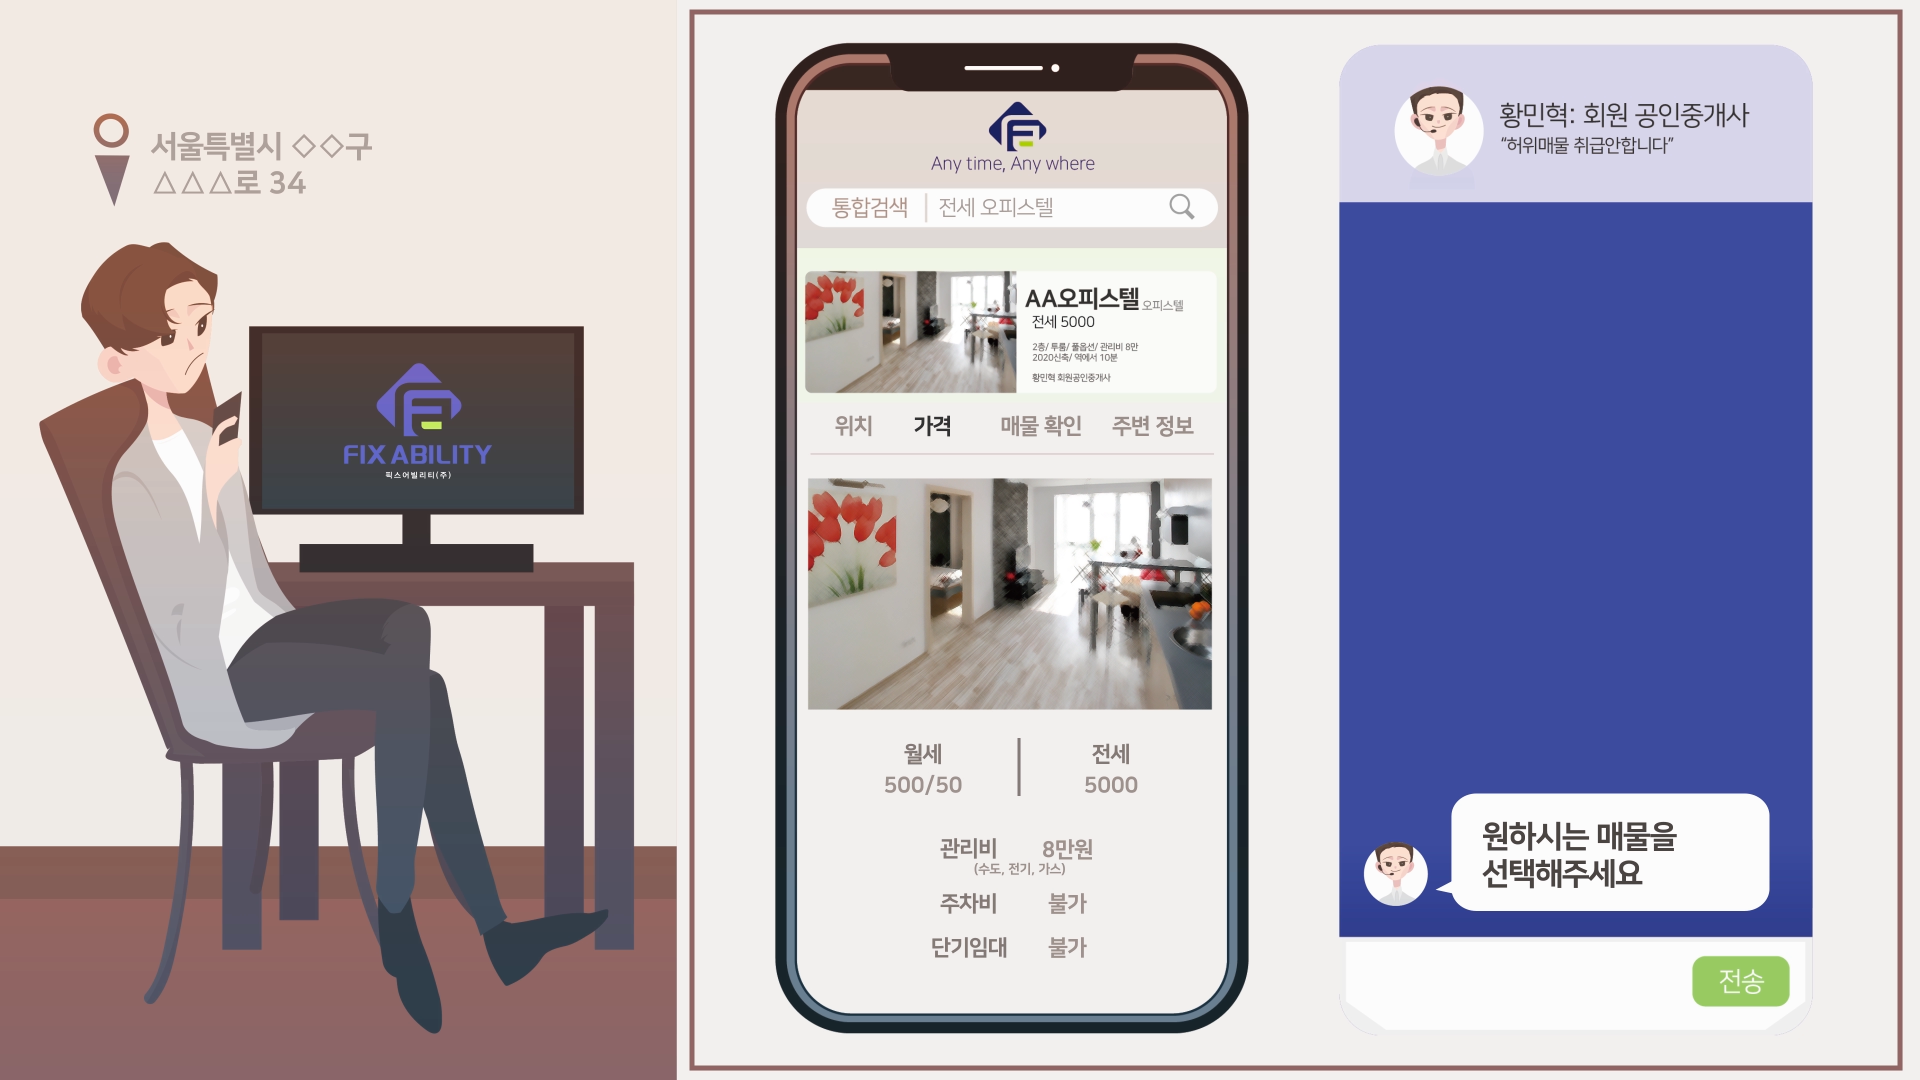 서울특별시 ◇◇구
△△△로 34
FIX ABILITY
픽스어빌리티(주)
Any time, Any where
통합검색 | 전세 오피스텔
AA오피스텔 오피스텔
전세 5000
2층/ 투룸/ 풀옵션/ 관리비 8만
2020신축/ 역에서 10분
황민혁 회원공인중개사
위치 가격 매물 확인 주변 정보
월세 전세
500/50 5000
관리비 8만원
(수도, 전기, 가스)
주차비 불가
단기임대 불가
황민혁: 회원 공인중개사
“허위매물 취급안합니다”
원하시는 매물을
선택해주세요
전송